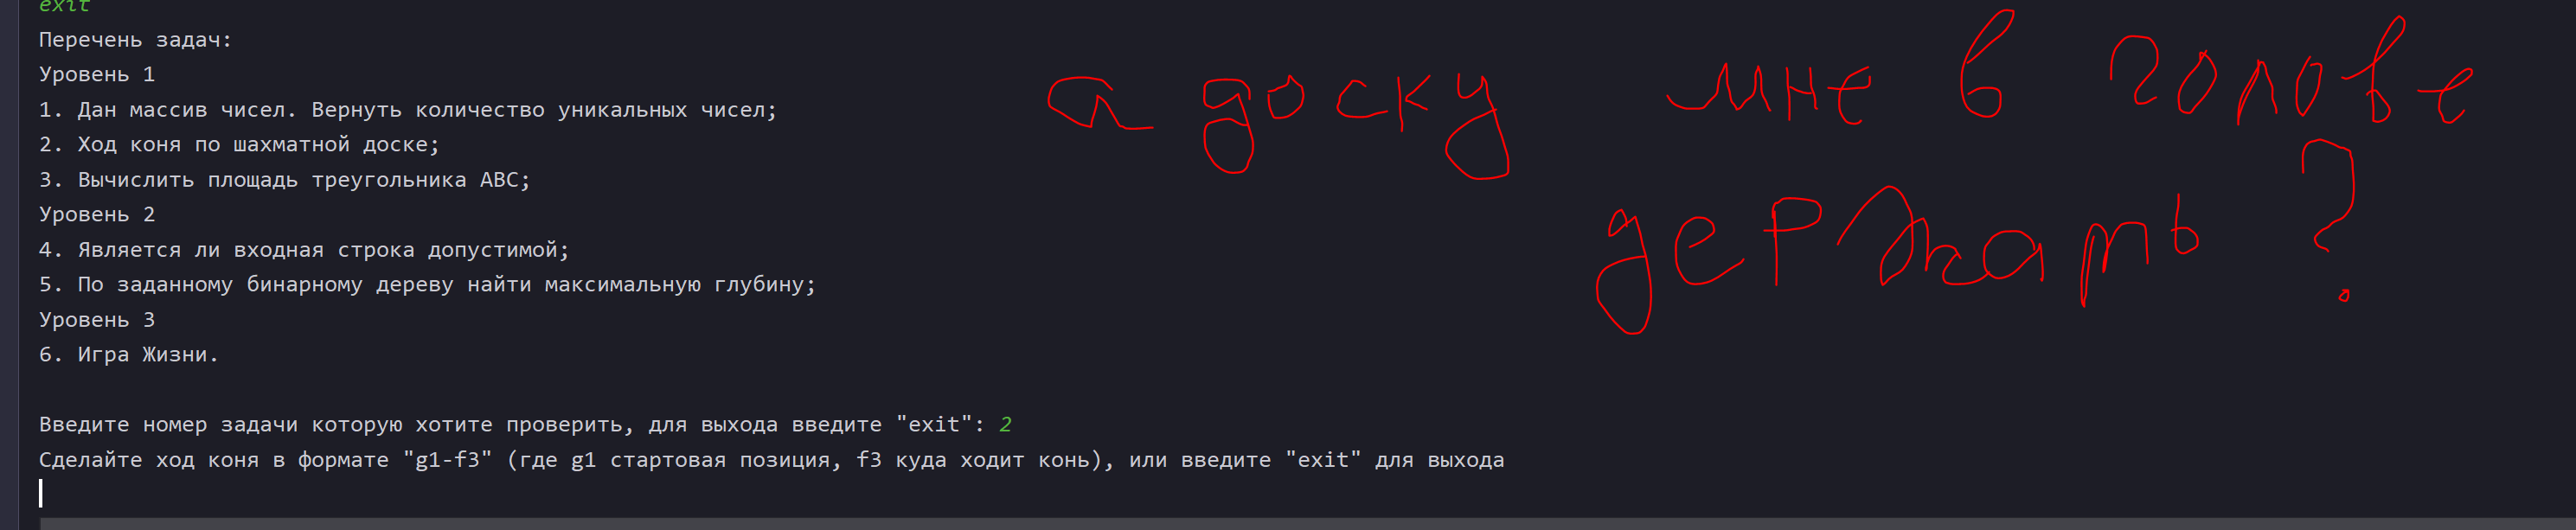 exit
Перечень задач:
Уровень 1
1. Дан массив чисел. Вернуть количество уникальных чисел;
2. Ход коня по шахматной доске;
3. Вычислить площадь треугольника ABC;
Уровень 2
4. Является ли входная строка допустимой;
5. По заданному бинарному дереву найти максимальную глубину;
Уровень 3
6. Игра Жизни.
Введите номер задачи которую хотите проверить, для выхода введите "exit": 2
Сделайте ход коня в формате "g1-f3" (где g1 стартовая позиция, f3 куда ходит конь), или введите "exit" для выхода
а доску мне в голове
держать ?